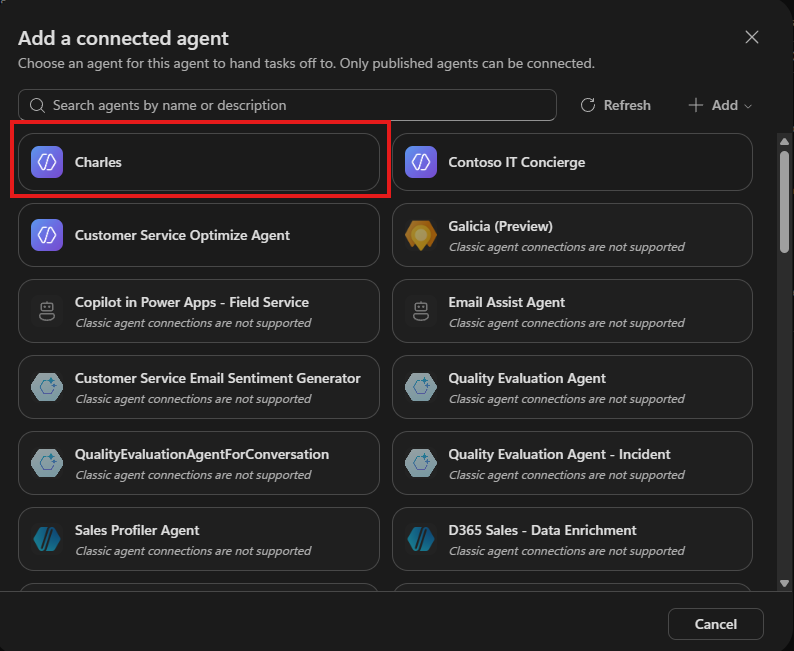 Add a connected agent
Choose an agent for this agent to hand tasks off to. Only published agents can be connected.
Search agents by name or description
Refresh
Add
Charles
Contoso IT Concierge
Customer Service Optimize Agent
Galicia (Preview)
Classic agent connections are not supported
Copilot in Power Apps - Field Service
Classic agent connections are not supported
Email Assist Agent
Classic agent connections are not supported
Customer Service Email Sentiment Generator
Classic agent connections are not supported
Quality Evaluation Agent
Classic agent connections are not supported
QualityEvaluationAgentForConversation
Classic agent connections are not supported
Quality Evaluation Agent - Incident
Classic agent connections are not supported
Sales Profiler Agent
Classic agent connections are not supported
D365 Sales - Data Enrichment
Classic agent connections are not supported
Cancel